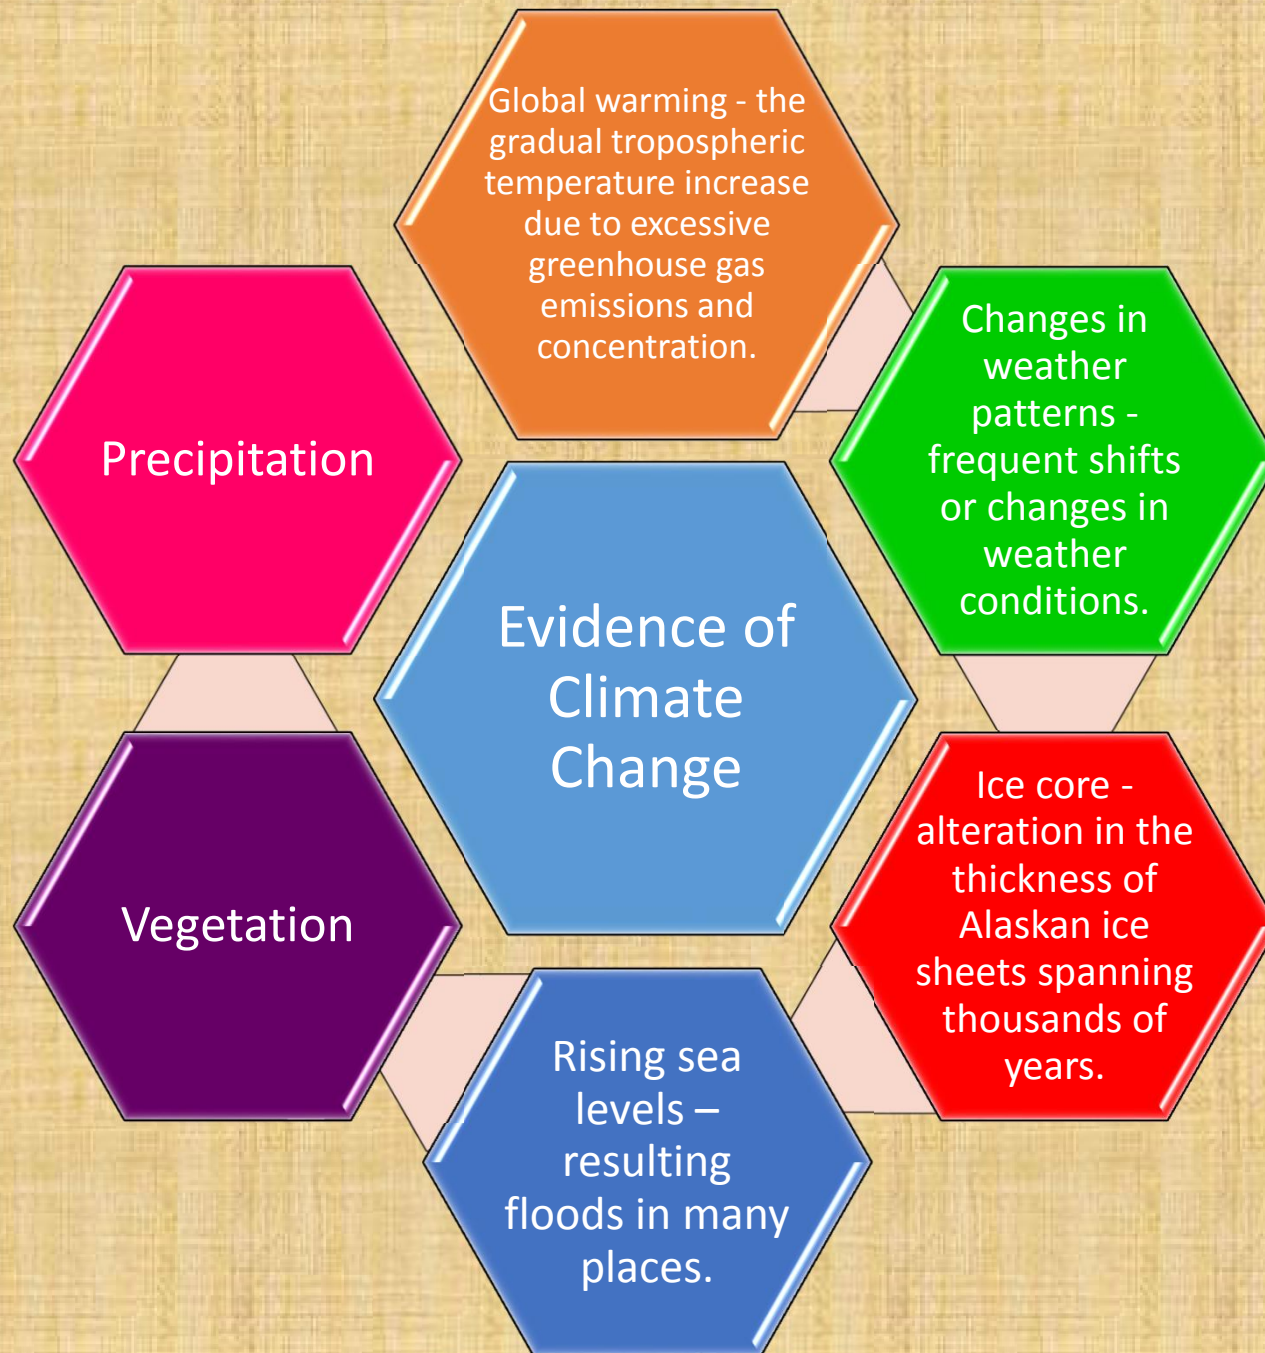 Global warming - the
gradual tropospheric
temperature increase
due to excessive
greenhouse gas
emissions and
concentration.
Changes in
weather
patterns -
frequent shifts
or changes in
weather
conditions.
Precipitation
Evidence of
Climate
Change
Ice core -
alteration in the
thickness of
Alaskan ice
sheets spanning
thousands of
years.
Vegetation
Rising sea
levels –
resulting
floods in many
places.